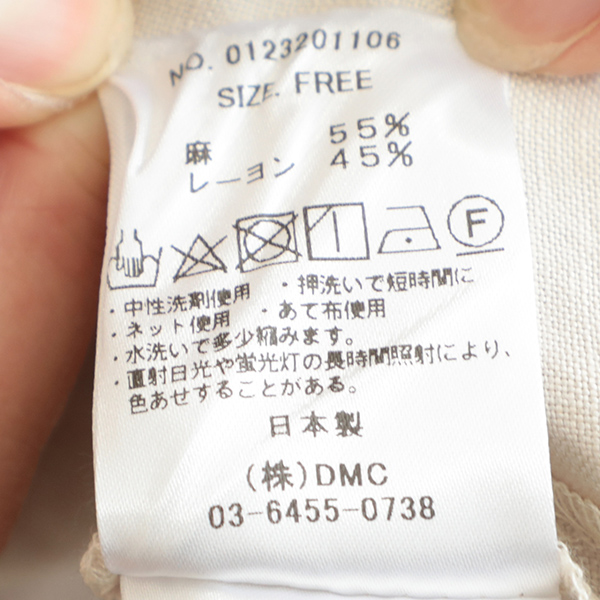 NO. 0123201106
SIZE. FREE
麻 55%
レーヨン 45%
F
・中性洗剤使用 ・押洗いで短時間に
・ネット使用 ・あて布使用
・水洗いで多少縮みます。
・直射日光や蛍光灯の長時間照射により、
色あせすることがある。
日本製
(株)DMC
03-6455-0738